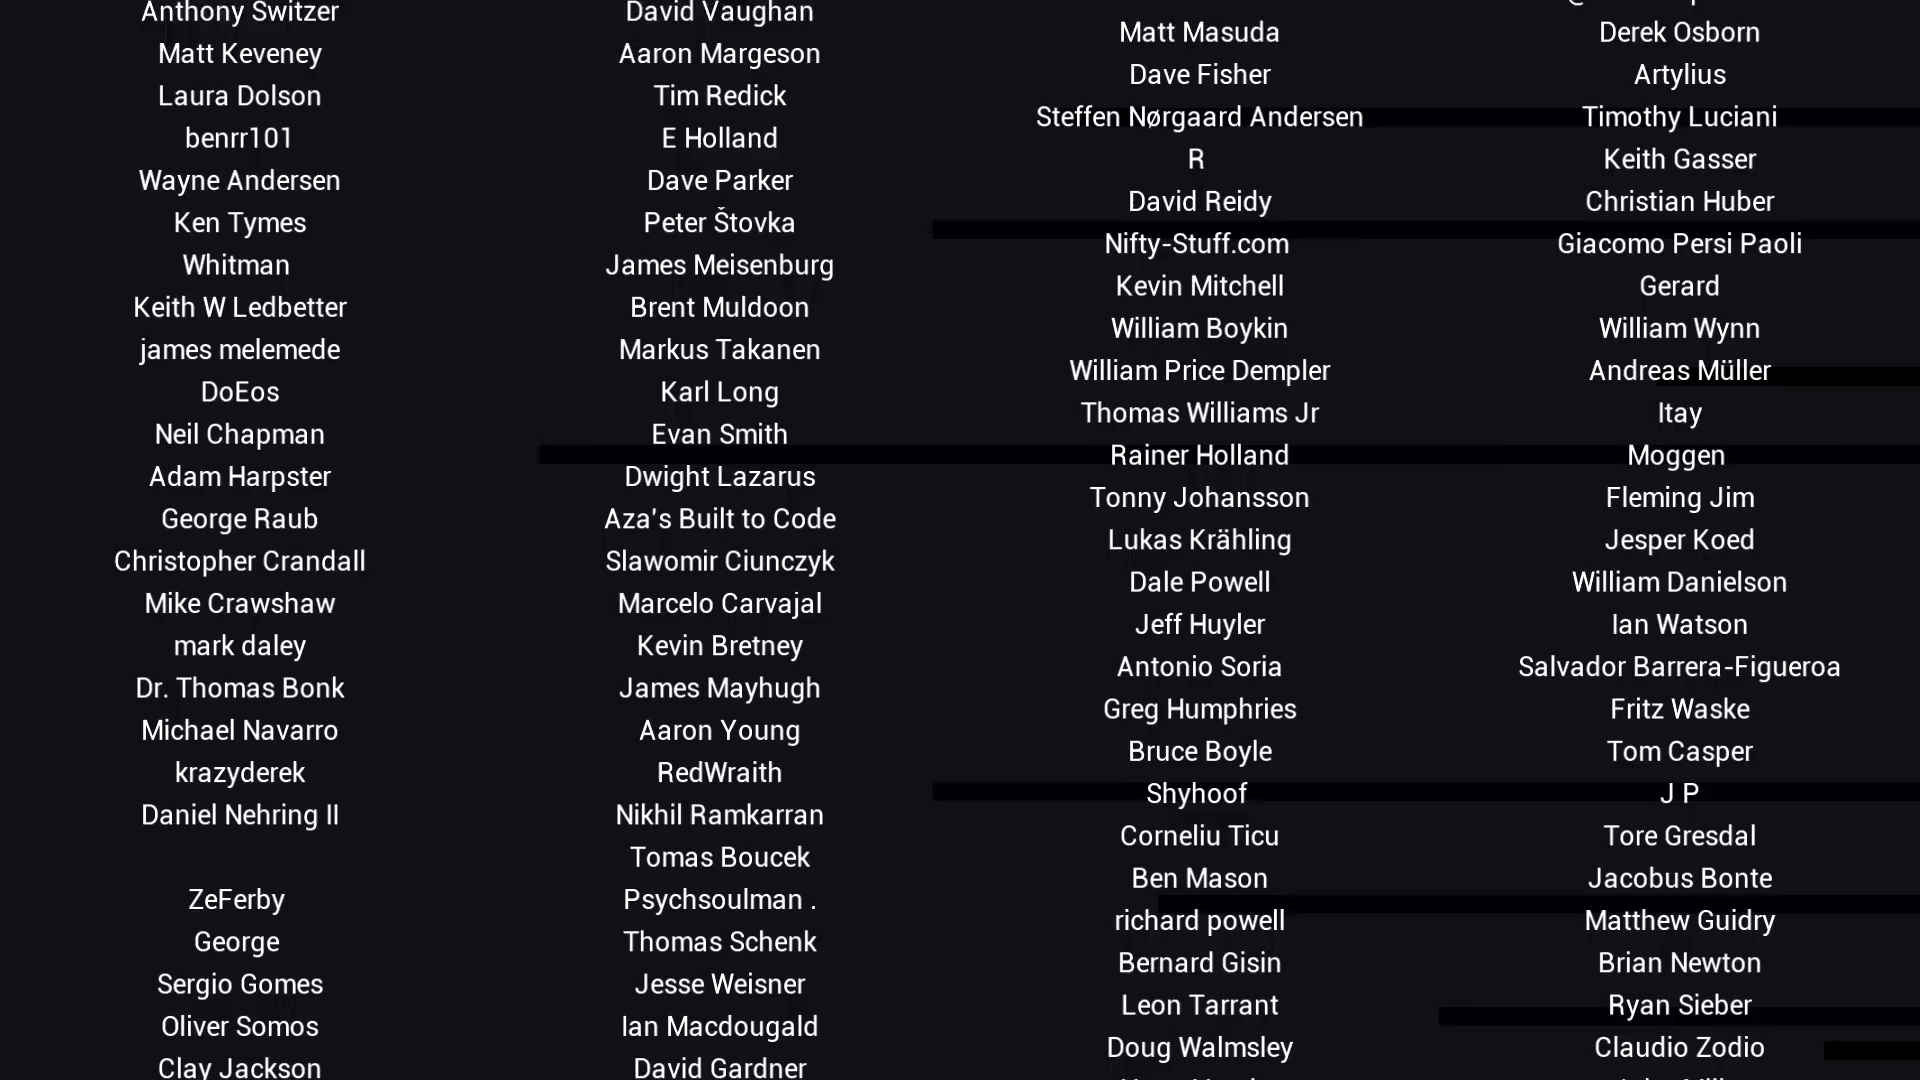 Anthony Switzer
Matt Keveney
Laura Dolson
benrr101
Wayne Andersen
Ken Tymes
Whitman
Keith W Ledbetter
james melemede
DoEos
Neil Chapman
Adam Harpster
George Raub
Christopher Crandall
Mike Crawshaw
mark daley
Dr. Thomas Bonk
Michael Navarro
krazyderek
Daniel Nehring II
ZeFerby
George
Sergio Gomes
Oliver Somos
Clay Jackson
David Vaughan
Aaron Margeson
Tim Redick
E Holland
Dave Parker
Peter Štovka
James Meisenburg
Brent Muldoon
Markus Takanen
Karl Long
Evan Smith
Dwight Lazarus
Aza's Built to Code
Slawomir Ciunczyk
Marcelo Carvajal
Kevin Bretney
James Mayhugh
Aaron Young
RedWraith
Nikhil Ramkarran
Tomas Boucek
Psychsoulman .
Thomas Schenk
Jesse Weisner
Ian Macdougald
David Gardner
Matt Masuda
Dave Fisher
Steffen Nørgaard Andersen
R
David Reidy
Nifty-Stuff.com
Kevin Mitchell
William Boykin
William Price Dempler
Thomas Williams Jr
Rainer Holland
Tonny Johansson
Lukas Krähling
Dale Powell
Jeff Huyler
Antonio Soria
Greg Humphries
Bruce Boyle
Shyhoof
Corneliu Ticu
Ben Mason
richard powell
Bernard Gisin
Leon Tarrant
Doug Walmsley
Derek Osborn
Artylius
Timothy Luciani
Keith Gasser
Christian Huber
Giacomo Persi Paoli
Gerard
William Wynn
Andreas Müller
Itay
Moggen
Fleming Jim
Jesper Koed
William Danielson
Ian Watson
Salvador Barrera-Figueroa
Fritz Waske
Tom Casper
J P
Tore Gresdal
Jacobus Bonte
Matthew Guidry
Brian Newton
Ryan Sieber
Claudio Zodio